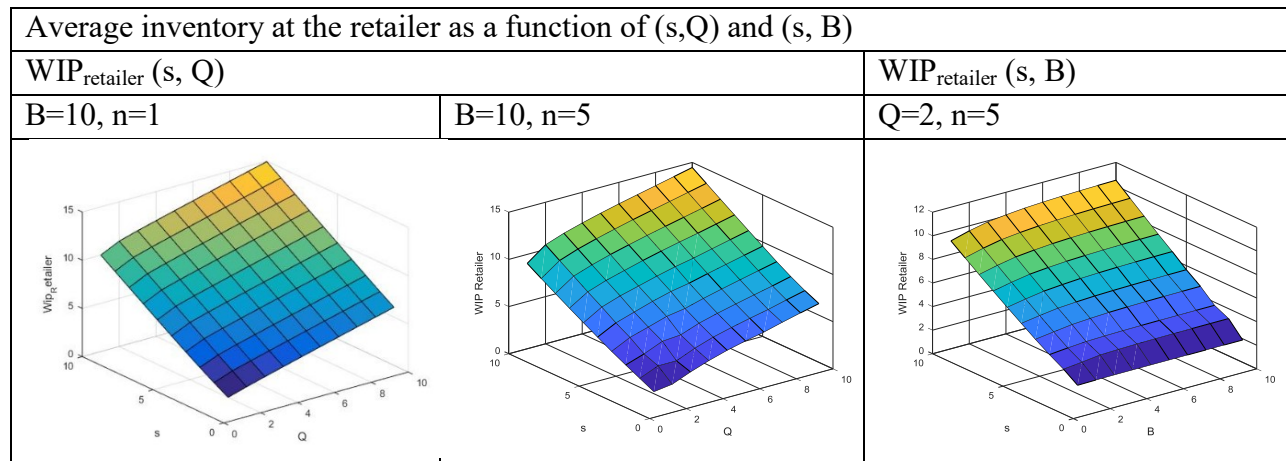 Average inventory at the retailer as a function of (s,Q) and (s, B)
WIPretailer (s, Q)
WIPretailer (s, B)
B=10, n=1
B=10, n=5
Q=2, n=5
15
10
5
0
WipRetailer
10
5
0
s
0
2
4
6
8
10
Q
15
10
5
0
WIP Retailer
10
5
0
s
0
2
4
6
8
10
Q
12
10
8
6
4
2
0
WIP Retailer
10
5
0
s
0
2
4
6
8
10
B